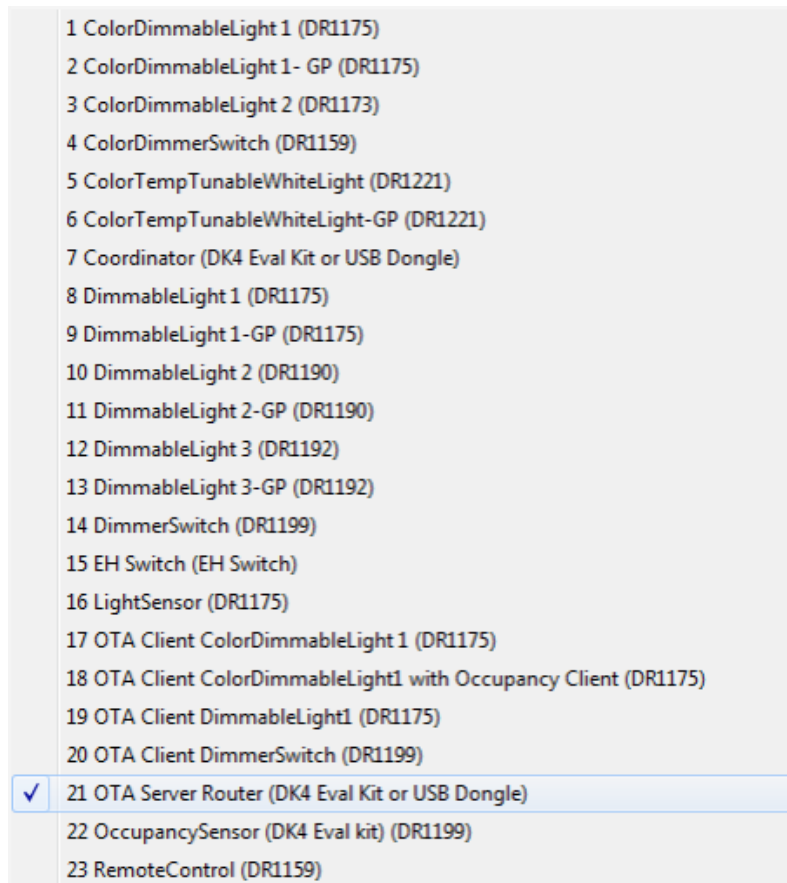 1 ColorDimmableLight 1 (DR1175)
2 ColorDimmableLight 1- GP (DR1175)
3 ColorDimmableLight 2 (DR1173)
4 ColorDimmerSwitch (DR1159)
5 ColorTempTunableWhiteLight (DR1221)
6 ColorTempTunableWhiteLight-GP (DR1221)
7 Coordinator (DK4 Eval Kit or USB Dongle)
8 DimmableLight 1 (DR1175)
9 DimmableLight 1-GP (DR1175)
10 DimmableLight 2 (DR1190)
11 DimmableLight 2-GP (DR1190)
12 DimmableLight 3 (DR1192)
13 DimmableLight 3-GP (DR1192)
14 DimmerSwitch (DR1199)
15 EH Switch (EH Switch)
16 LightSensor (DR1175)
17 OTA Client ColorDimmableLight 1 (DR1175)
18 OTA Client ColorDimmableLight1 with Occupancy Client (DR1175)
19 OTA Client DimmableLight1 (DR1175)
20 OTA Client DimmerSwitch (DR1199)
21 OTA Server Router (DK4 Eval Kit or USB Dongle)
22 OccupancySensor (DK4 Eval kit) (DR1199)
23 RemoteControl (DR1159)